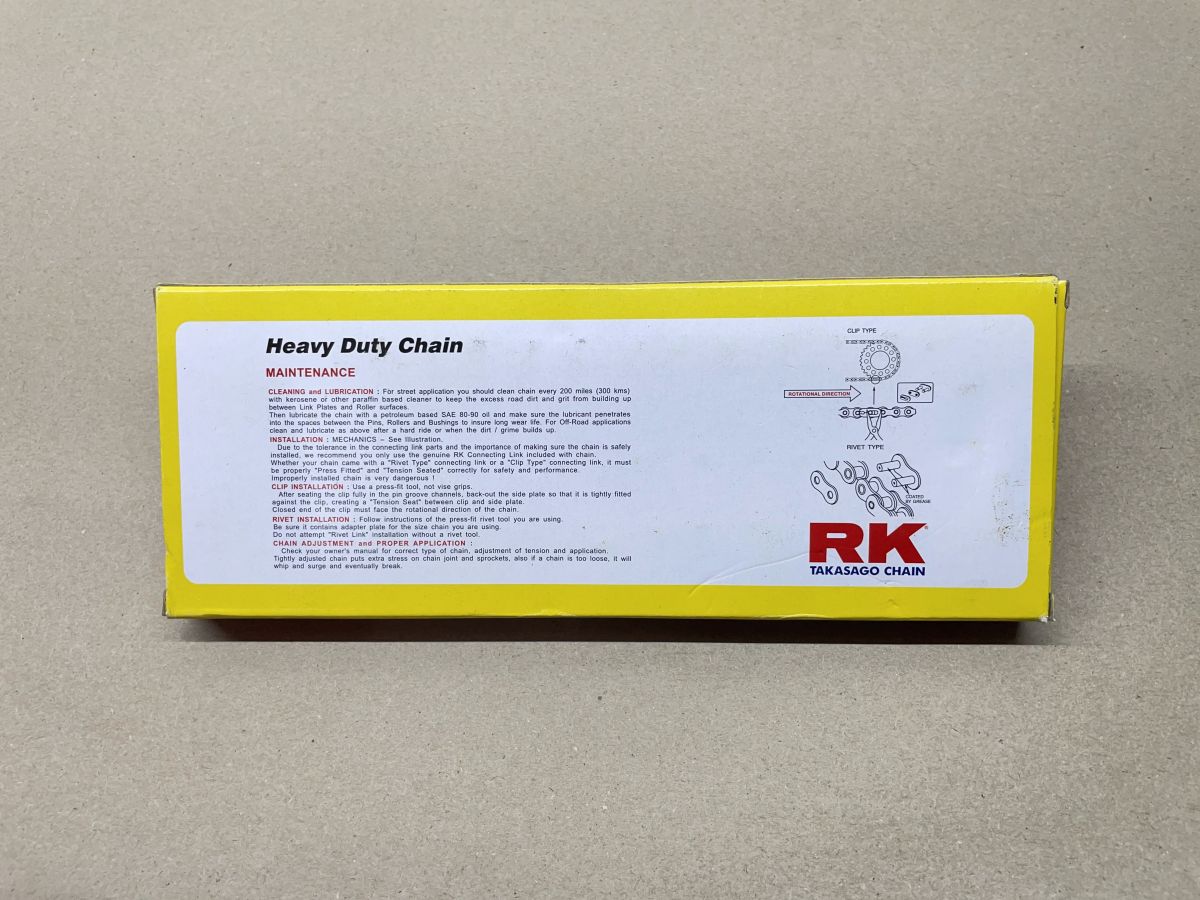 Heavy Duty Chain
MAINTENANCE
CLEANING and LUBRICATION : For street application you should clean chain every 200 miles (300 kms)
with kerosene or other paraffin based cleaner to keep the excess road dirt and grit from building up
between Link Plates and Roller surfaces.
Then lubricate the chain with a petroleum based SAE 80-90 oil and make sure the lubricant penetrates
into the spaces between the Pins, Rollers and Bushings to insure long wear life. For Off-Road applications
clean and lubricate as above after a hard ride or when the dirt / grime builds up.
INSTALLATION : MECHANICS – See Illustration.
Due to the tolerance in the connecting link parts and the importance of making sure the chain is safely
installed, we recommend you only use the genuine RK Connecting Link included with chain.
Whether your chain came with a "Rivet Type" connecting link or a "Clip Type" connecting link, it must
be properly "Press Fitted" and "Tension Seated" correctly for safety and performance.
Improperly installed chain is very dangerous !
CLIP INSTALLATION : Use a press-fit tool, not vise grips.
After seating the clip fully in the pin groove channels, back-out the side plate so that it is tightly fitted
against the clip, creating a "Tension Seat" between clip and side plate.
Closed end of the clip must face the rotational direction of the chain.
RIVET INSTALLATION : Follow instructions of the press-fit rivet tool you are using.
Be sure it contains adapter plate for the size chain you are using.
Do not attempt "Rivet Link" installation without a rivet tool.
CHAIN ADJUSTMENT and PROPER APPLICATION :
Check your owner's manual for correct type of chain, adjustment of tension and application.
Tightly adjusted chain puts extra stress on chain joint and sprockets, also if a chain is too loose, it will
whip and surge and eventually break.
CLIP TYPE
ROTATIONAL DIRECTION
RIVET TYPE
COATED
BY GREASE
RK®
TAKASAGO CHAIN